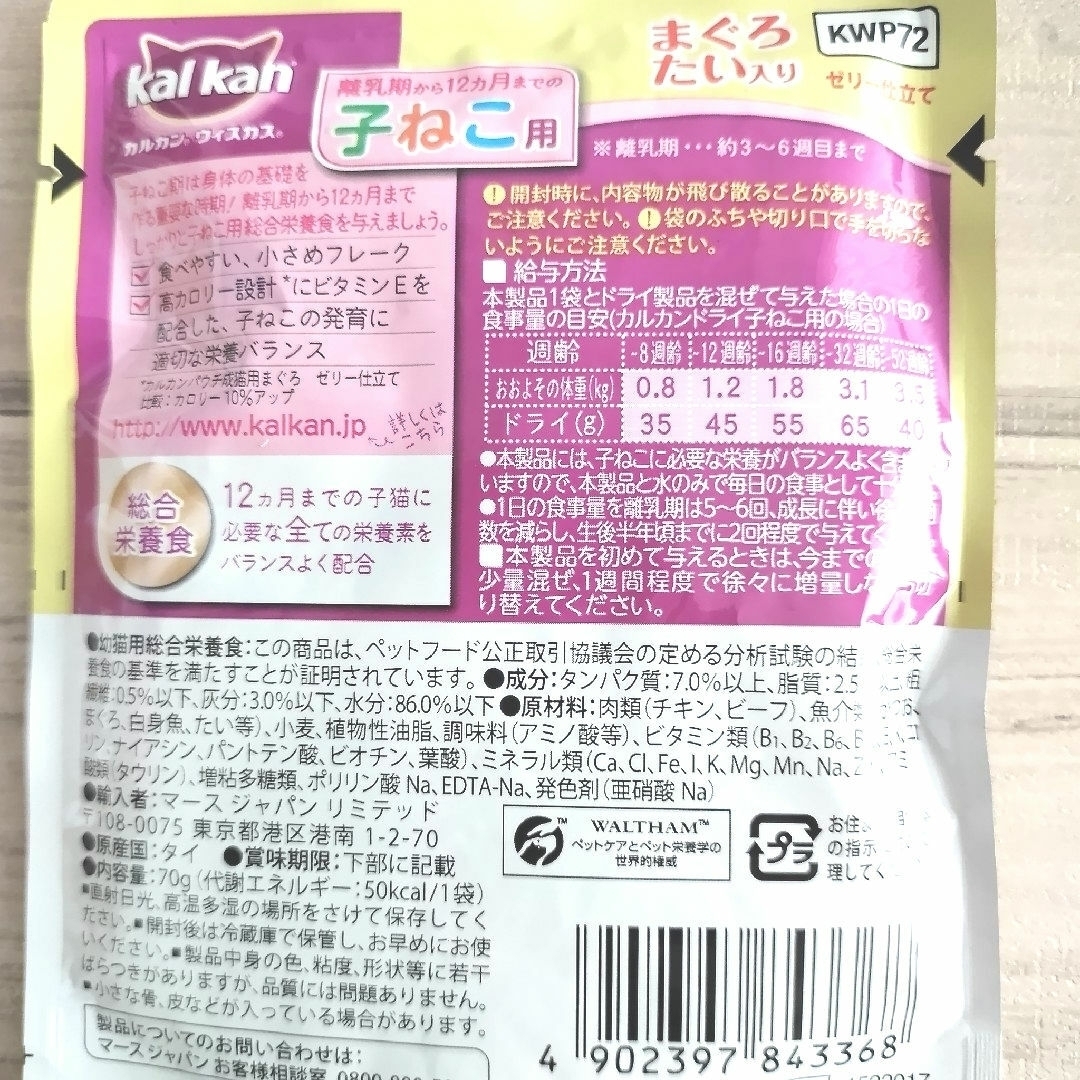 kal kan
カルカン ウィスカス
離乳期から12カ月までの
子ねこ用
まぐろ
たい入り
KWP72
ゼリー仕立て
※離乳期・・・約3～6週目まで
子ねこ期は身体の基礎を
作る重要な時期! 離乳期から12ヵ月まで
しっかりと子ねこ用総合栄養食を与えましょう。
食べやすい、小さめフレーク
高カロリー設計*にビタミンEを
配合した、子ねこの発育に
適切な栄養バランス
*カルカンパウチ成猫用まぐろ ゼリー仕立て
比較:カロリー10%アップ
http://www.kalkan.jp
詳しくは
こちら
総合
栄養食
12ヵ月までの子猫に
必要な全ての栄養素を
バランスよく配合
!開封時に、内容物が飛び散ることがありますので、
ご注意ください。!袋のふちや切り口で手を切らな
いようにご注意ください。
■給与方法
本製品1袋とドライ製品を混ぜて与えた場合の1日の
食事量の目安(カルカンドライ子ねこ用の場合)
週齢 -8週齢 -12週齢 -16週齢 -32週齢 -52週齢
おおよその体重(kg) 0.8 1.2 1.8 3.1 3.5
ドライ(g) 35 45 55 65 40
●本製品には、子ねこに必要な栄養がバランスよく含
いますので、本製品と水のみで毎日の食事として十
●1日の食事量を離乳期は5～6回、成長に伴い
数を減らし、生後半年頃までに2回程度で与えて
■本製品を初めて与えるときは、今までの
少量混ぜ、1週間程度で徐々に増量し
り替えてください。
●幼猫用総合栄養食:この商品は、ペットフード公正取引協議会の定める分析試験の結
養食の基準を満たすことが証明されています。●成分:タンパク質:7.0%以上、脂質:2.5
繊維:0.5%以下、灰分:3.0%以下、水分:86.0%以下●原材料:肉類(チキン、ビーフ)、魚介
まぐろ、白身魚、たい等)、小麦、植物性油脂、調味料(アミノ酸等)、ビタミン類(B1、B2、B6、
リン、ナイアシン、パントテン酸、ビオチン、葉酸)、ミネラル類(Ca、Cl、Fe、I、K、Mg、Mn、Na、
酸類(タウリン)、増粘多糖類、ポリリン酸Na、EDTA-Na、発色剤(亜硝酸Na)
●輸入者:マース ジャパン リミテッド
〒108-0075 東京都港区港南 1-2-70
●原産国:タイ ●賞味期限:下部に記載
●内容量:70g(代謝エネルギー:50kcal/1袋)
■直射日光、高温多湿の場所をさけて保存してく
ださい。■開封後は冷蔵庫で保管し、お早めにお使
いください。■製品中身の色、粘度、形状等に若干
ばらつきがありますが、品質には問題ありません。
■小さな骨、皮などが入っている場合があります。
製品についてのお問い合わせは:
マース ジャパン お客様相談室
WALTHAM™
ペットケアとペット栄養学の
世界的権威
プラ
お住
の指示
理してく
4 902397 843368